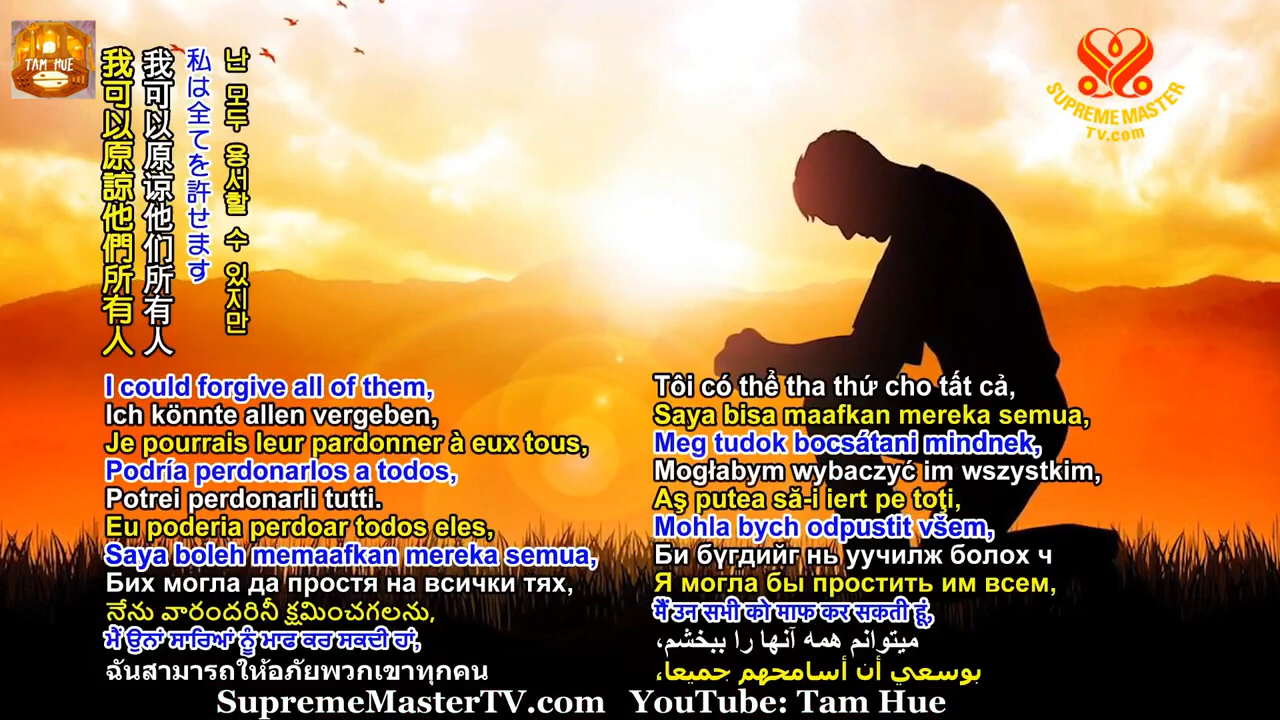 TAM HUE
我可以原諒他們所有人
我可以原谅他们所有人
私は全てを許せます
난 모두 용서할 수 있지만
SUPREME MASTER
TV.com
I could forgive all of them,
Ich könnte allen vergeben,
Je pourrais leur pardonner à eux tous,
Podría perdonarlos a todos,
Potrei perdonarli tutti.
Eu poderia perdoar todos eles,
Saya boleh memaafkan mereka semua,
Бих могла да простя на всички тях,
నేను వారందరినీ క్షమించగలను,
ਮੈਂ ਉਨਾਂ ਸਾਰਿਆਂ ਨੂੰ ਮਾਫ ਕਰ ਸਕਦੀ ਹਾਂ,
ฉันสามารถให้อภัยพวกเขาทุกคน
Tôi có thể tha thứ cho tất cả,
Saya bisa maafkan mereka semua,
Meg tudok bocsátani mindnek,
Mogłabym wybaczyć im wszystkim,
Aş putea să-i iert pe toţi,
Mohla bych odpustit všem,
Би бүгдийг нь уучилж болох ч
Я могла бы простить им всем,
मैं उन सभी को माफ कर सकती हूं,
میتوانم همه آنها را ببخشم،
بوسعي أن أسامحهم جميعا،
SupremeMasterTV.com YouTube: Tam Hue